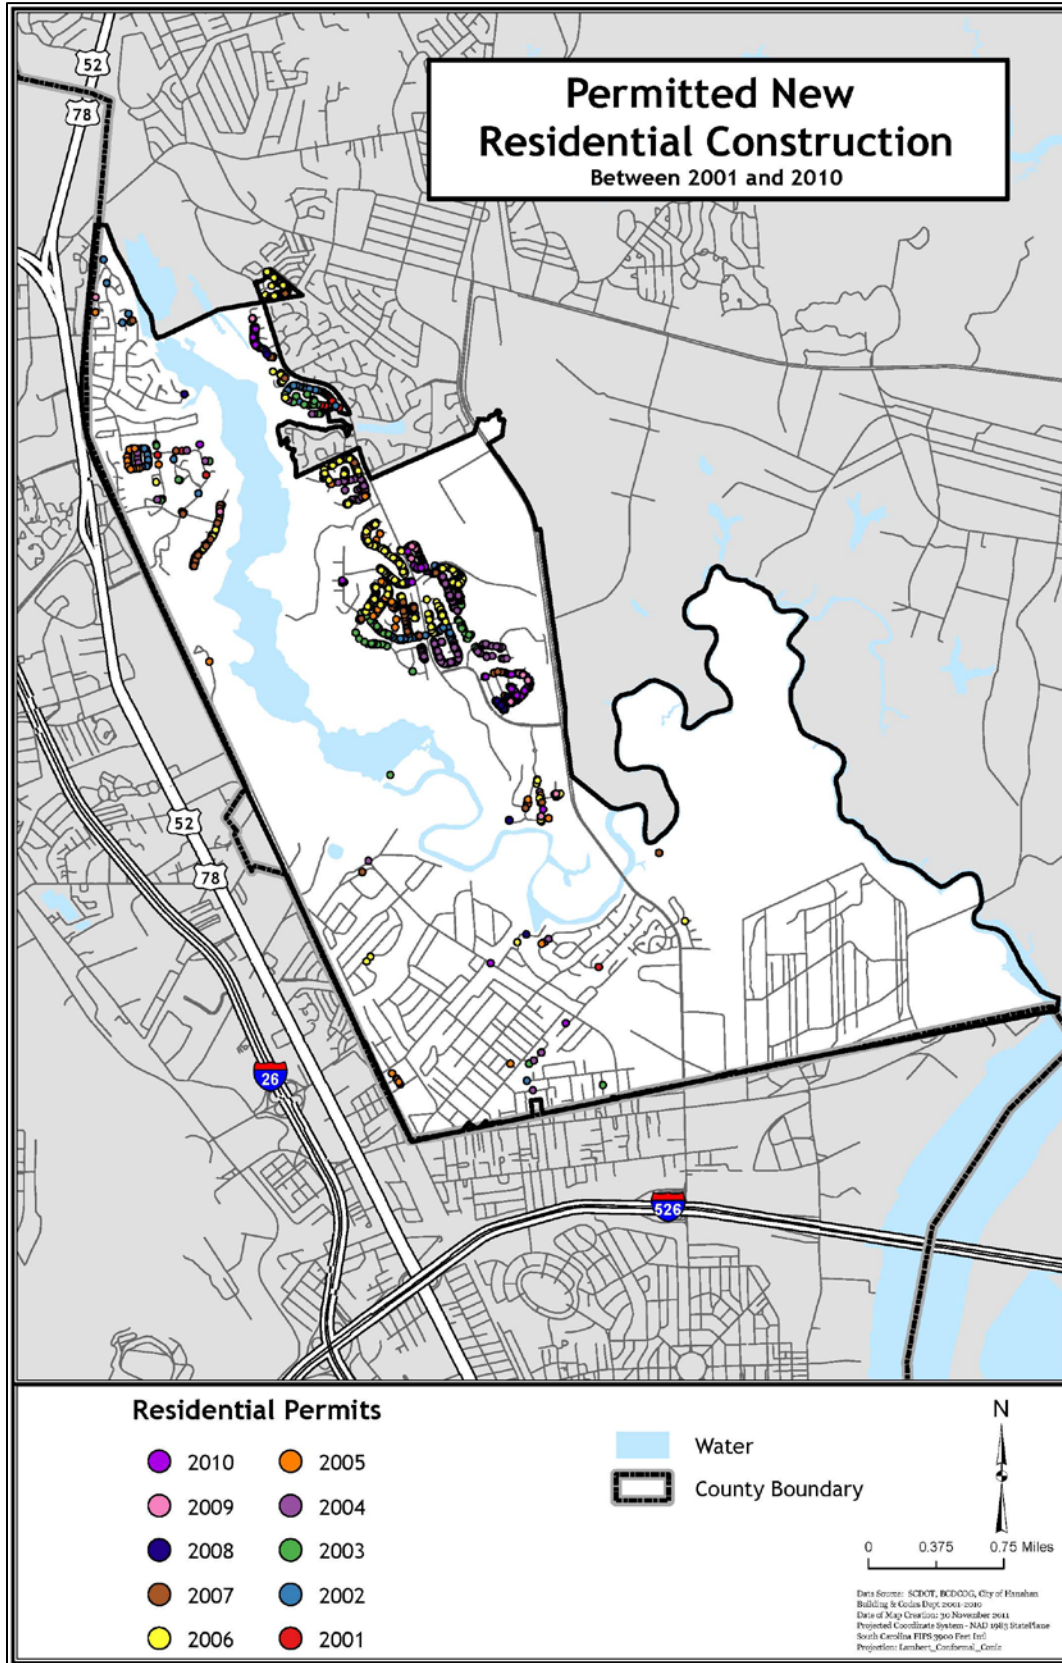 52
78
Permitted New
Residential Construction
Between 2001 and 2010
52
78
26
526
Residential Permits
2010
2009
2008
2007
2006
2005
2004
2003
2002
2001
Water
County Boundary
N
0 0.375 0.75 Miles
Data Source: SCDOT, BCDCOG, City of Hanahan
Building & Codes Dept 2001-2010
Date of Map Creation: 30 November 2011
Projected Coordinate System - NAD 1983 StatePlane
South Carolina FIPS 3900 Feet Intl
Projection: Lambert_Conformal_Conic